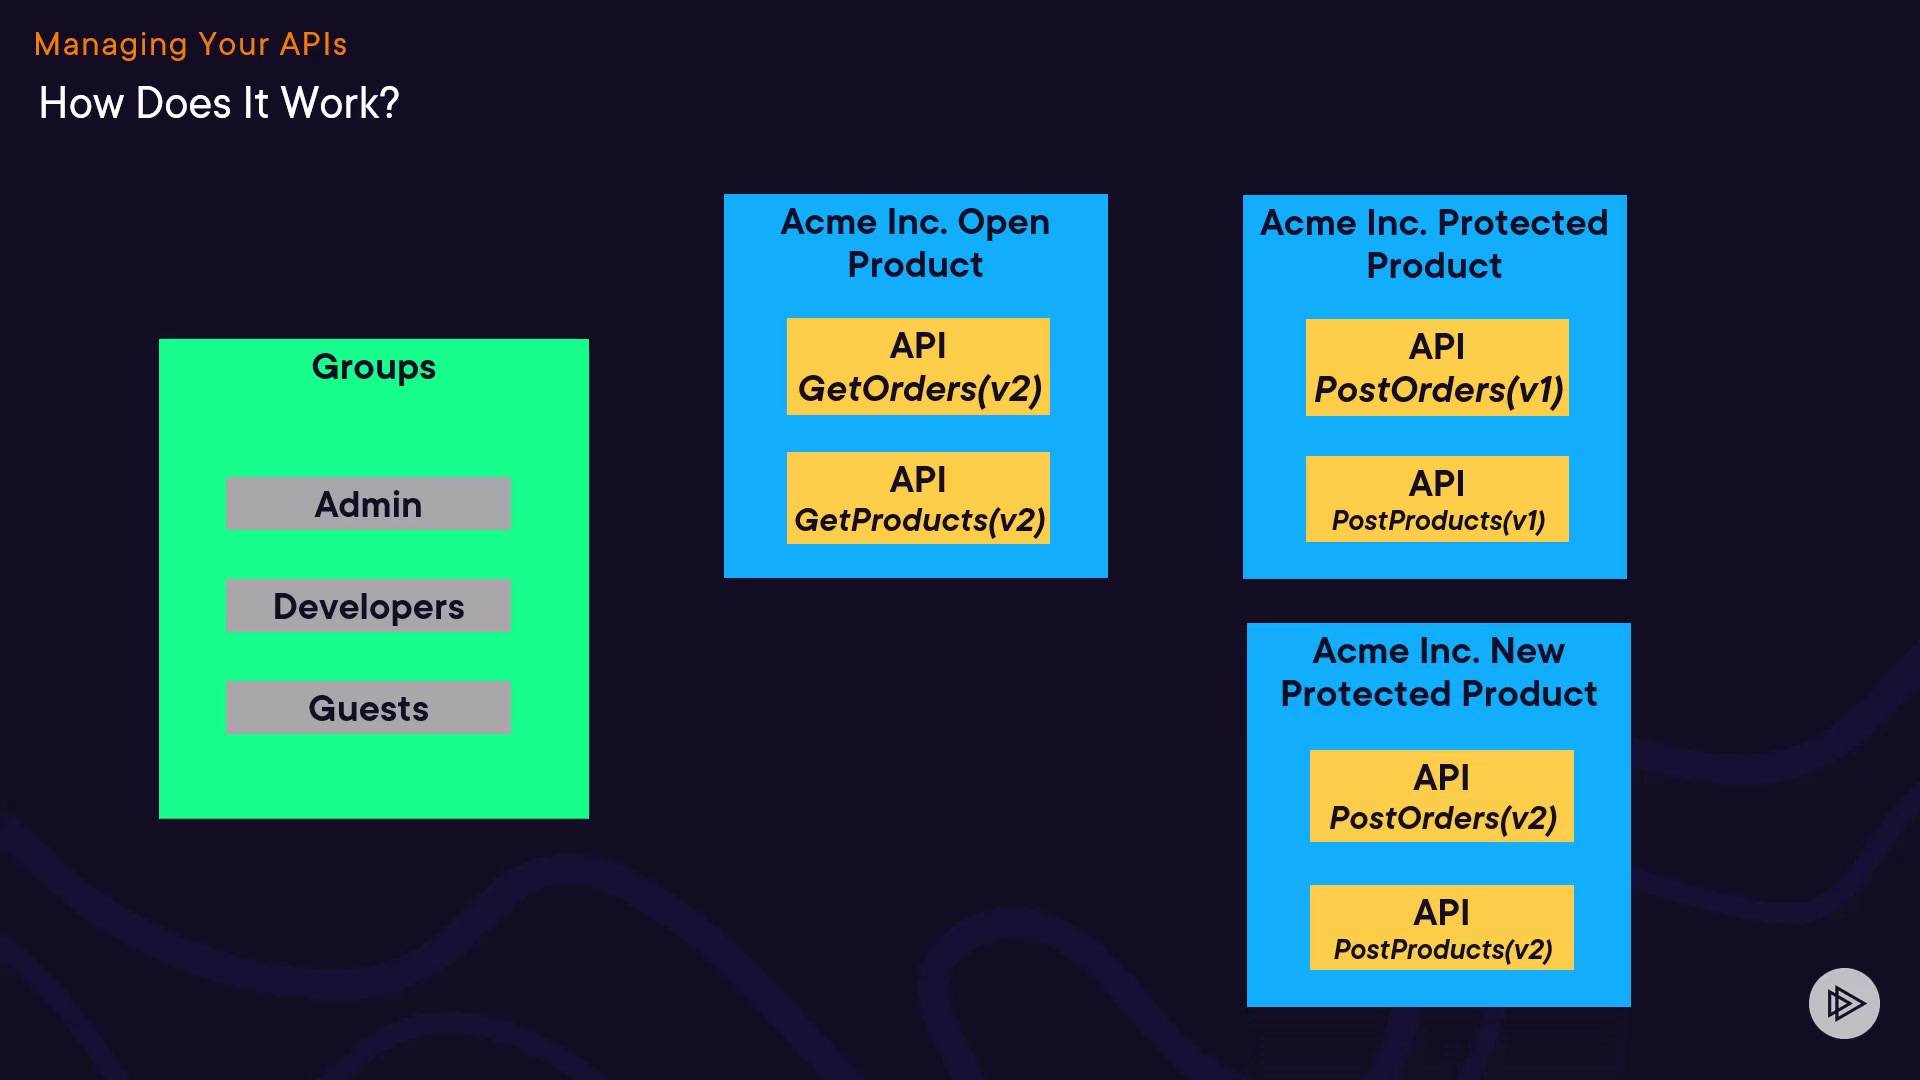 Managing Your APIs
How Does It Work?
Groups
Admin
Developers
Guests
Acme Inc. Open
Product
API
GetOrders(v2)
API
GetProducts(v2)
Acme Inc. Protected
Product
API
PostOrders(v1)
API
PostProducts(v1)
Acme Inc. New
Protected Product
API
PostOrders(v2)
API
PostProducts(v2)